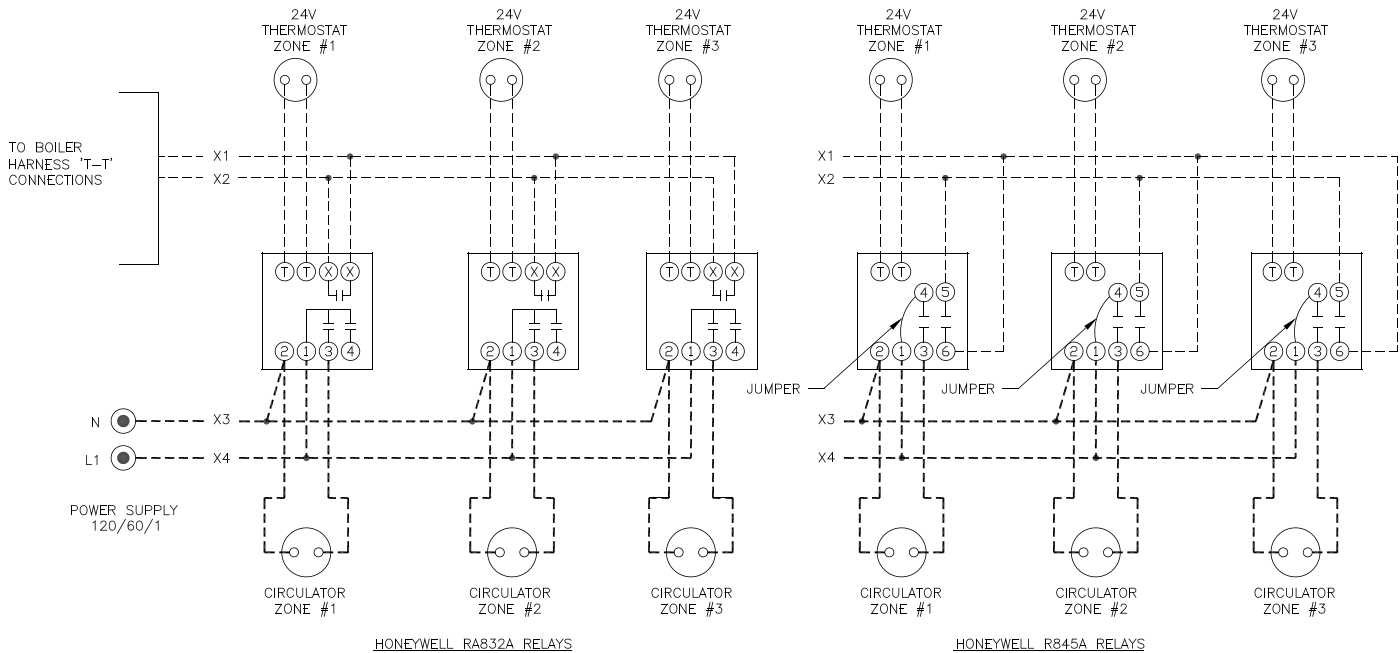 24V
THERMOSTAT
ZONE #1
24V
THERMOSTAT
ZONE #2
24V
THERMOSTAT
ZONE #3
24V
THERMOSTAT
ZONE #1
24V
THERMOSTAT
ZONE #2
24V
THERMOSTAT
ZONE #3
TO BOILER
HARNESS 'T-T'
CONNECTIONS
X1
X2
X1
X2
T T X X
T T X X
T T X X
T T
T T
T T
4 5
4 5
4 5
2 1 3 4
2 1 3 4
2 1 3 4
2 1 3 6
2 1 3 6
2 1 3 6
JUMPER
JUMPER
JUMPER
N
X3
X3
L1
X4
X4
POWER SUPPLY
120/60/1
CIRCULATOR
ZONE #1
CIRCULATOR
ZONE #2
CIRCULATOR
ZONE #3
CIRCULATOR
ZONE #1
CIRCULATOR
ZONE #2
CIRCULATOR
ZONE #3
HONEYWELL RA832A RELAYS
HONEYWELL R845A RELAYS